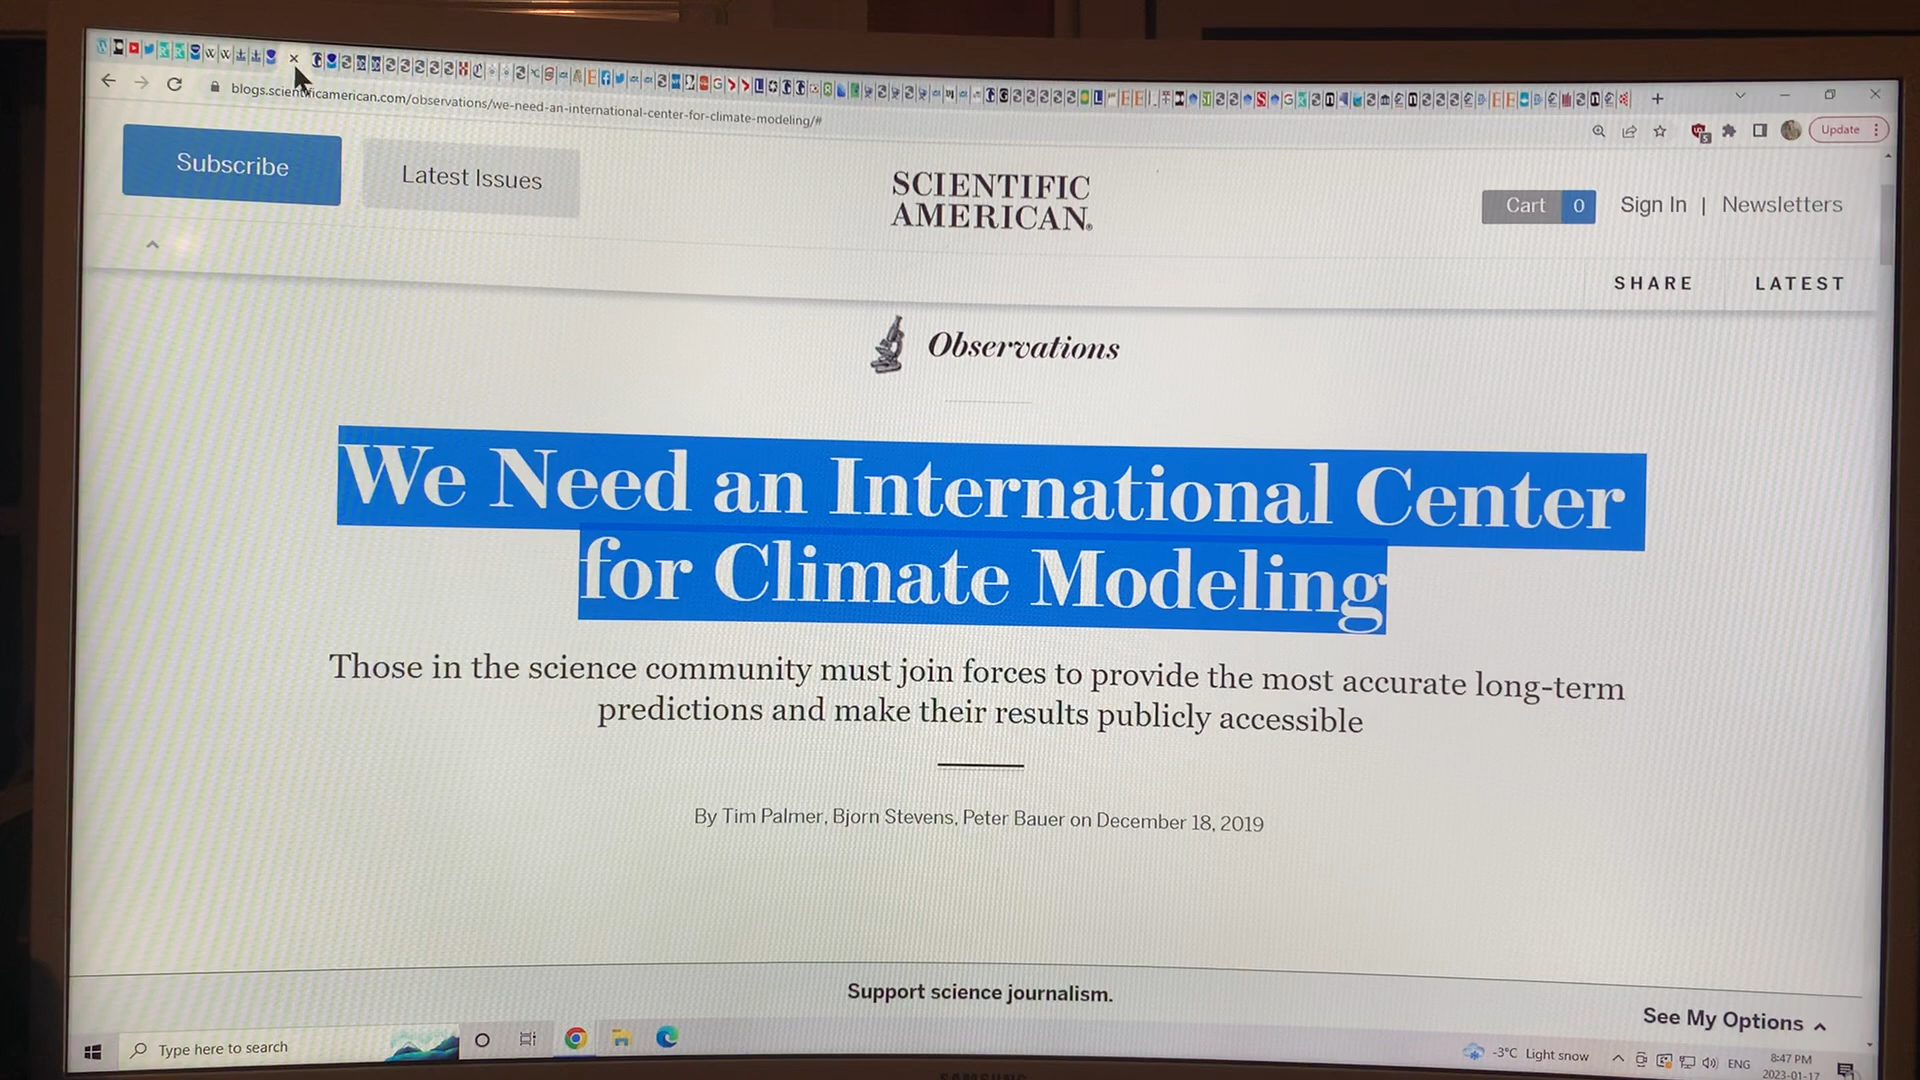 blogs.scientificamerican.com/observations/we-need-an-international-center-for-climate-modeling/#
Update
Subscribe
Latest Issues
SCIENTIFIC
AMERICAN®
Cart 0
Sign In | Newsletters
SHARE
LATEST
Observations
We Need an International Center
for Climate Modeling
Those in the science community must join forces to provide the most accurate long-term
predictions and make their results publicly accessible
By Tim Palmer, Bjorn Stevens, Peter Bauer on December 18, 2019
Support science journalism.
See My Options
Type here to search
-3°C Light snow
ENG
8:47 PM
2023-01-17
SAMSUNG